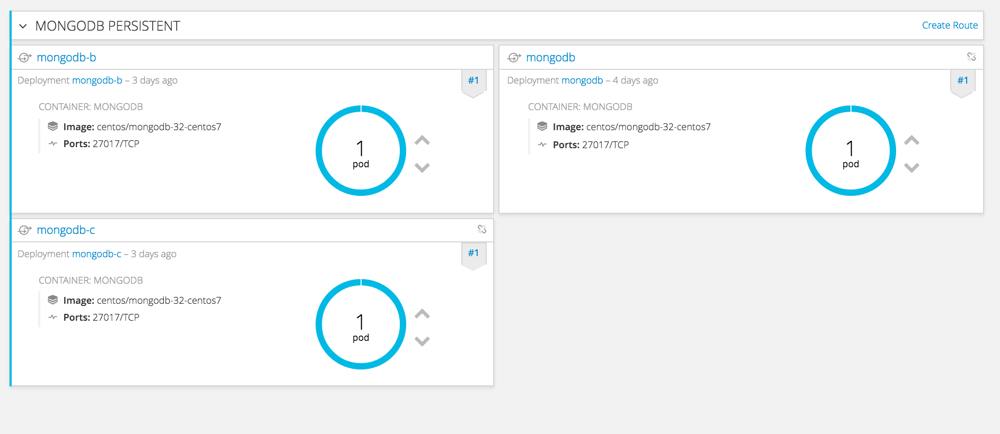 MONGODB PERSISTENT
Create Route
mongodb-b
Deployment mongodb-b – 3 days ago
#1
CONTAINER: MONGODB
Image: centos/mongodb-32-centos7
Ports: 27017/TCP
1
pod
mongodb
Deployment mongodb – 4 days ago
#1
CONTAINER: MONGODB
Image: centos/mongodb-32-centos7
Ports: 27017/TCP
1
pod
mongodb-c
Deployment mongodb-c – 3 days ago
#1
CONTAINER: MONGODB
Image: centos/mongodb-32-centos7
Ports: 27017/TCP
1
pod